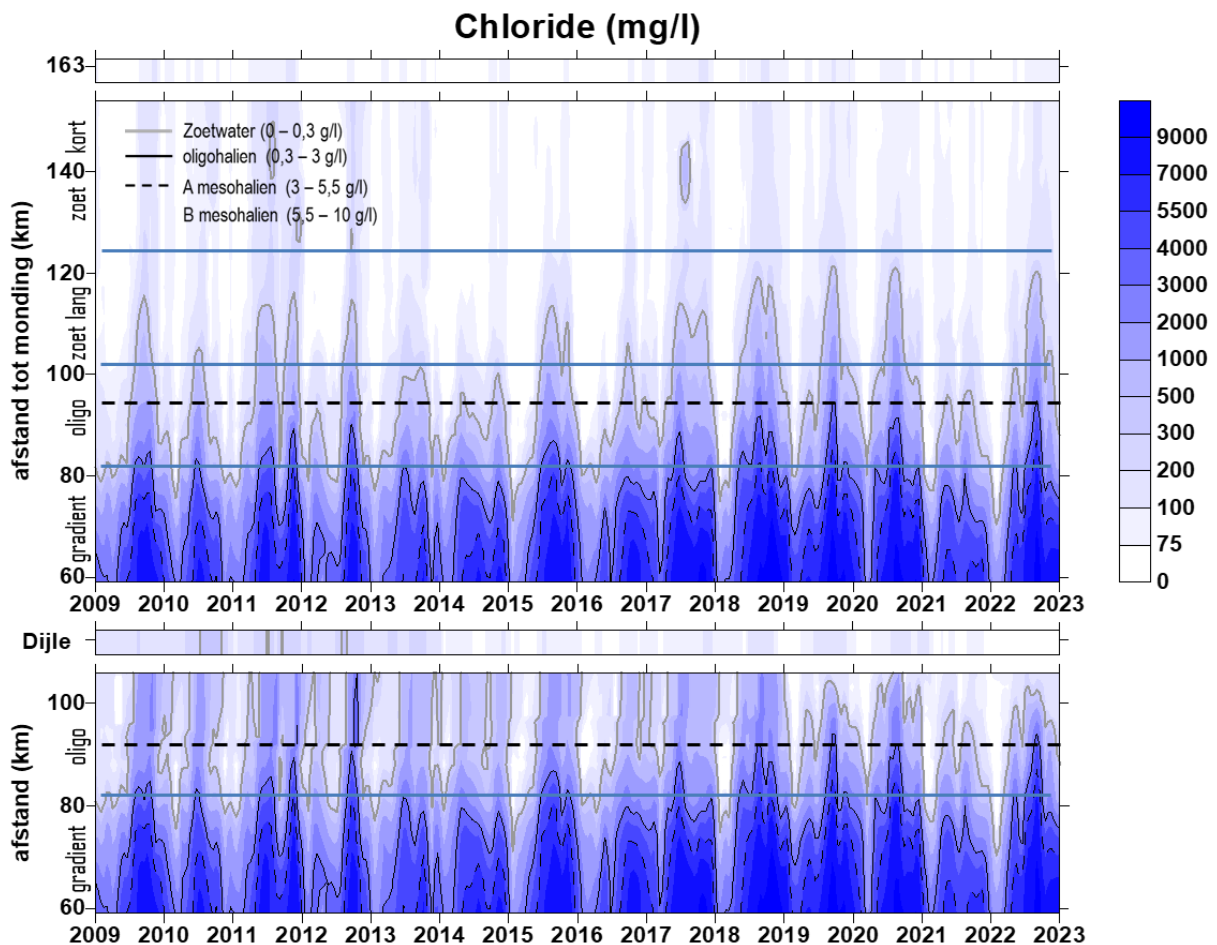 Chloride (mg/l)
163
Zoetwater (0 – 0,3 g/l)
oligohalien (0,3 – 3 g/l)
A mesohalien (3 – 5,5 g/l)
B mesohalien (5,5 – 10 g/l)
afstand tot monding (km)
zoet kort
zoet lang
oligo
gradient
140
120
100
80
60
2009 2010 2011 2012 2013 2014 2015 2016 2017 2018 2019 2020 2021 2022 2023
9000
7000
5500
4000
3000
2000
1000
500
300
200
100
75
0
Dijle
afstand (km)
oligo
gradient
100
80
60
2009 2010 2011 2012 2013 2014 2015 2016 2017 2018 2019 2020 2021 2022 2023